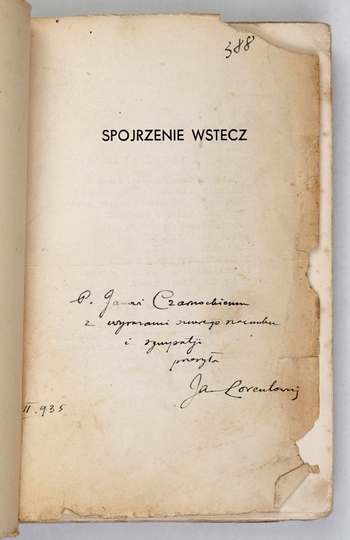 388
SPOJRZENIE WSTECZ
P. Janowi Czarnockiemu
z wyrazami szczerego szacunku
i sympatji
przesyła
Jan Lorentowicz
II.935